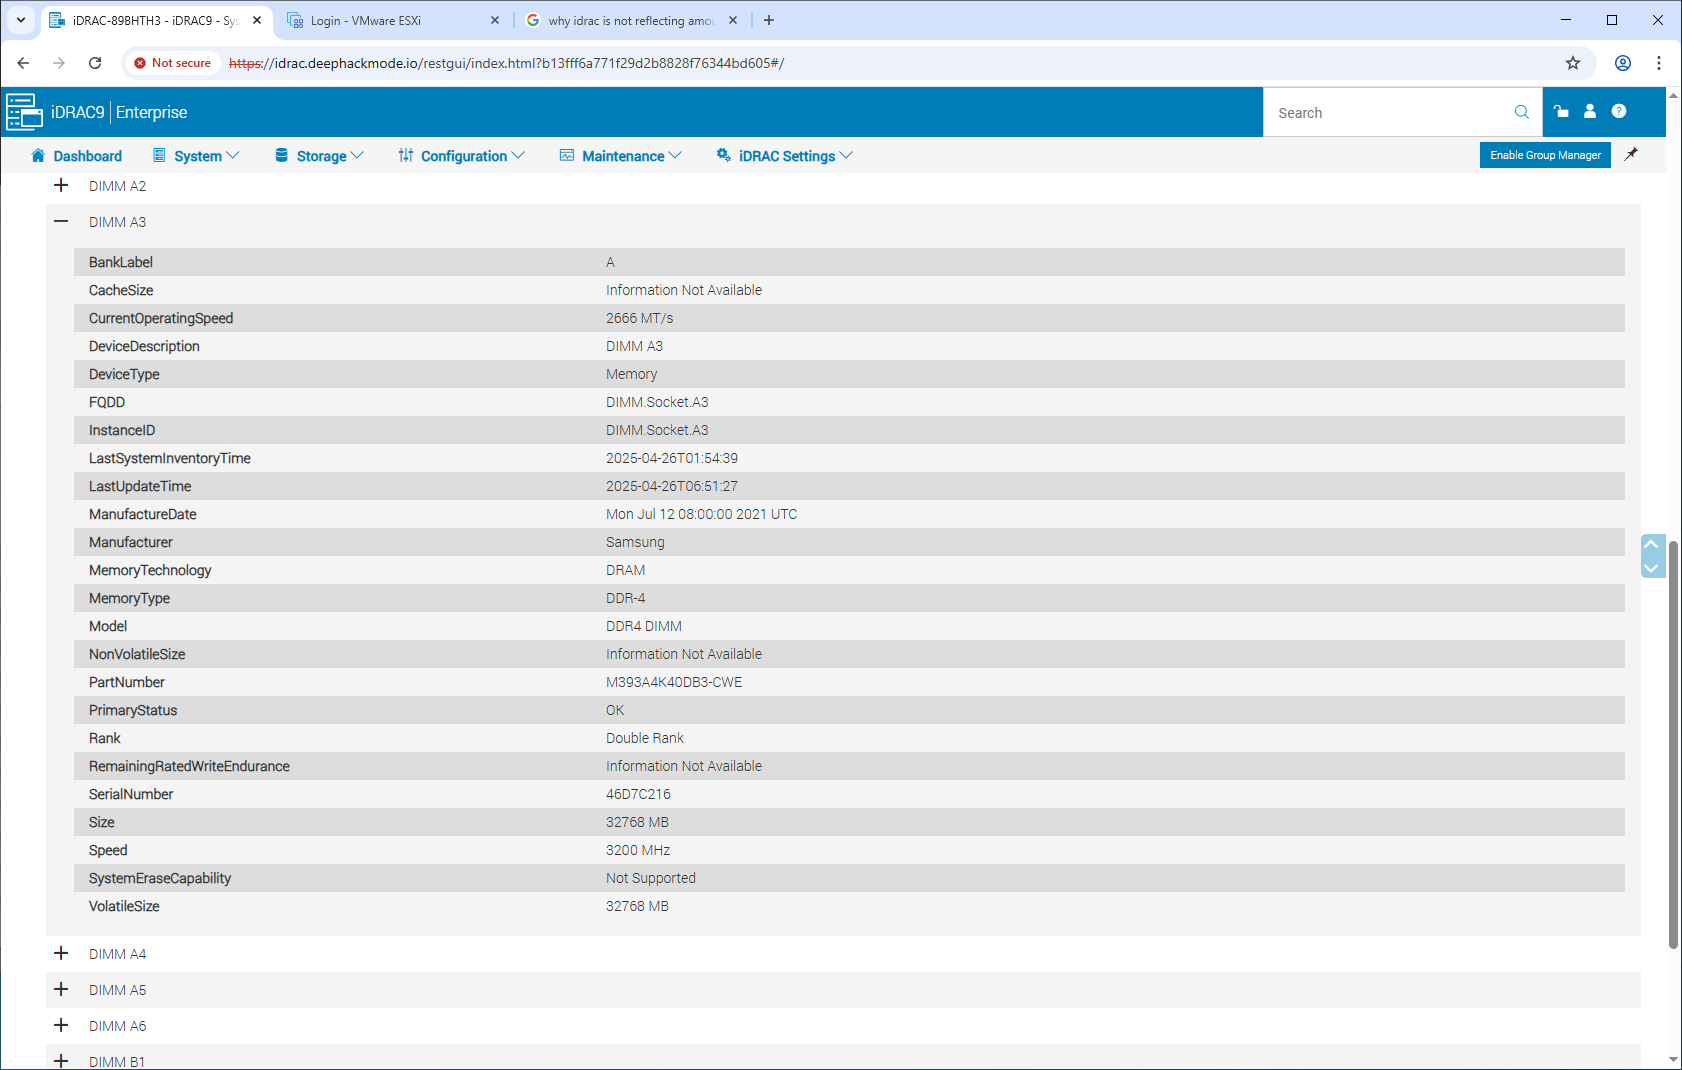 iDRAC-89BHTH3 - iDRAC9 - Sys
Login - VMware ESXi
why idrac is not reflecting amou
Not secure
https://idrac.deephackmode.io/restgui/index.html?b13fff6a771f29d2b8828f76344bd605#/
iDRAC9 | Enterprise
Search
Dashboard
System
Storage
Configuration
Maintenance
iDRAC Settings
Enable Group Manager
DIMM A2
DIMM A3
BankLabel A
CacheSize Information Not Available
CurrentOperatingSpeed 2666 MT/s
DeviceDescription DIMM A3
DeviceType Memory
FQDD DIMM.Socket.A3
InstanceID DIMM.Socket.A3
LastSystemInventoryTime 2025-04-26T01:54:39
LastUpdateTime 2025-04-26T06:51:27
ManufactureDate Mon Jul 12 08:00:00 2021 UTC
Manufacturer Samsung
MemoryTechnology DRAM
MemoryType DDR-4
Model DDR4 DIMM
NonVolatileSize Information Not Available
PartNumber M393A4K40DB3-CWE
PrimaryStatus OK
Rank Double Rank
RemainingRatedWriteEndurance Information Not Available
SerialNumber 46D7C216
Size 32768 MB
Speed 3200 MHz
SystemEraseCapability Not Supported
VolatileSize 32768 MB
DIMM A4
DIMM A5
DIMM A6
DIMM B1